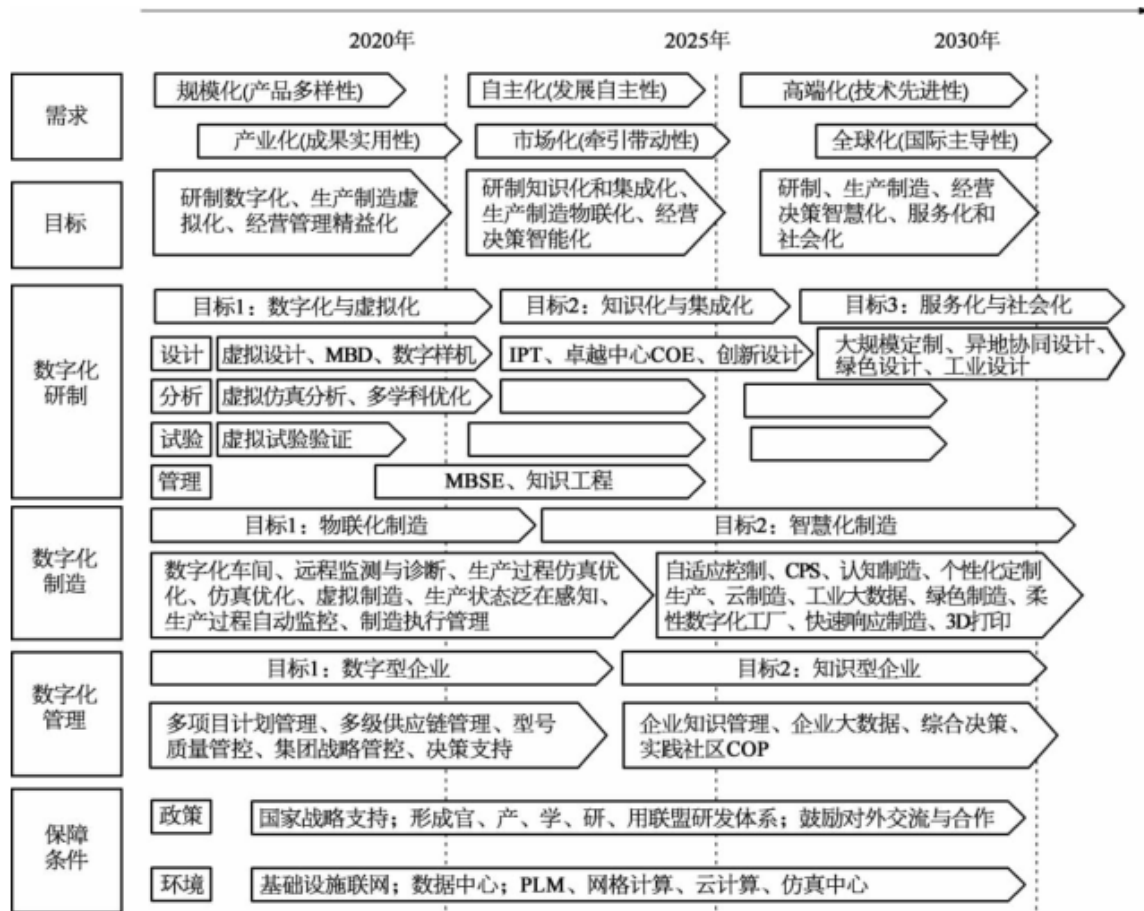 2020年 2025年 2030年
需求
规模化(产品多样性) 自主化(发展自主性) 高端化(技术先进性)
产业化(成果实用性) 市场化(牵引带动性) 全球化(国际主导性)
目标
研制数字化、生产制造虚
拟化、经营管理精益化
研制知识化和集成化、
生产制造物联化、经营
决策智能化
研制、生产制造、经营
决策智慧化、服务化和
社会化
数字化
研制
目标1：数字化与虚拟化 目标2：知识化与集成化 目标3：服务化与社会化
设计 虚拟设计、MBD、数字样机 IPT、卓越中心COE、创新设计
大规模定制、异地协同设计、
绿色设计、工业设计
分析 虚拟仿真分析、多学科优化
试验 虚拟试验验证
管理 MBSE、知识工程
数字化
制造
目标1：物联化制造 目标2：智慧化制造
数字化车间、远程监测与诊断、生产过程仿真优
化、仿真优化、虚拟制造、生产状态泛在感知、
生产过程自动监控、制造执行管理
自适应控制、CPS、认知制造、个性化定制
生产、云制造、工业大数据、绿色制造、柔
性数字化工厂、快速响应制造、3D打印
数字化
管理
目标1：数字型企业 目标2：知识型企业
多项目计划管理、多级供应链管理、型号
质量管控、集团战略管控、决策支持
企业知识管理、企业大数据、综合决策、
实践社区COP
保障
条件
政策 国家战略支持；形成官、产、学、研、用联盟研发体系；鼓励对外交流与合作
环境 基础设施联网；数据中心；PLM、网格计算、云计算、仿真中心